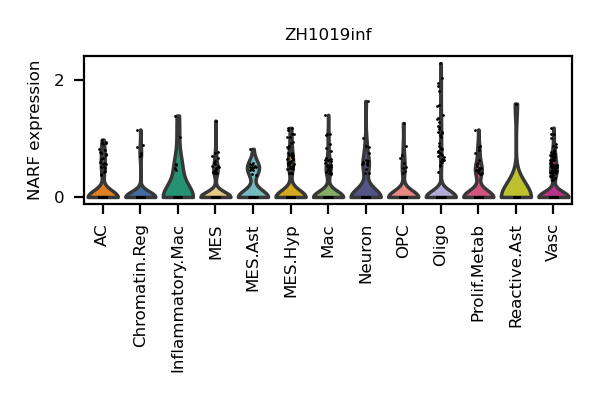 ZH1019inf
NARF expression
2
0
AC
Chromatin.Reg
Inflammatory.Mac
MES
MES.Ast
MES.Hyp
Mac
Neuron
OPC
Oligo
Prolif.Metab
Reactive.Ast
Vasc